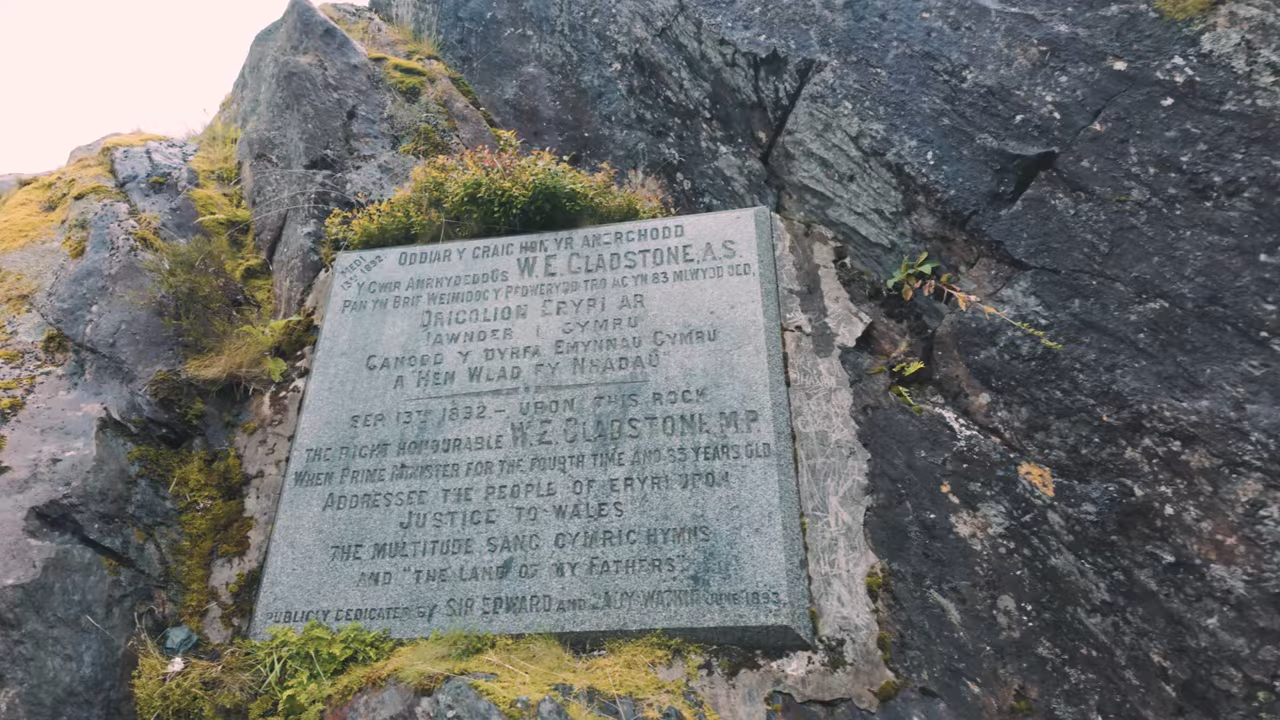 MEDI
13EG 1892.
ODDIAR Y CRAIG HON YR ANERCHODD
Y GWIR ANRHYDEDDUS W. E. GLADSTONE, A.S.
PAN YN BRIF WEINIDOG Y PEDWERYDD TRO AC YN 83 MLWYDD OED,
DRIGOLION ERYRI AR
IAWNDER I GYMRU
CANODD Y DYRFA EMYNNAU CYMRU
A "HEN WLAD FY NHADAU"
SEP 13TH 1892 – UPON THIS ROCK
THE RIGHT HONOURABLE W. E. GLADSTONE, M.P.
WHEN PRIME MINISTER FOR THE FOURTH TIME AND 83 YEARS OLD
ADDRESSED THE PEOPLE OF ERYRI UPON
JUSTICE TO WALES
THE MULTITUDE SANG CYMRIC HYMNS
AND "THE LAND OF MY FATHERS".
PUBLICLY DEDICATED BY SIR EDWARD AND LADY WATKIN JUNE 1893.